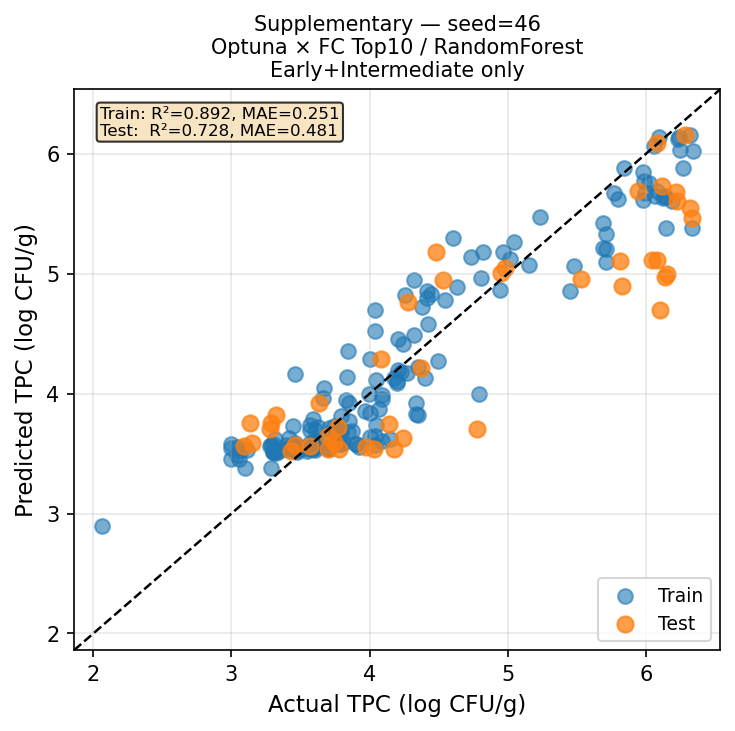 Supplementary — seed=46
Optuna × FC Top10 / RandomForest
Early+Intermediate only
Train: R²=0.892, MAE=0.251
Test:  R²=0.728, MAE=0.481
Predicted TPC (log CFU/g)
6
5
4
3
2
Train
Test
2
3
4
5
6
Actual TPC (log CFU/g)